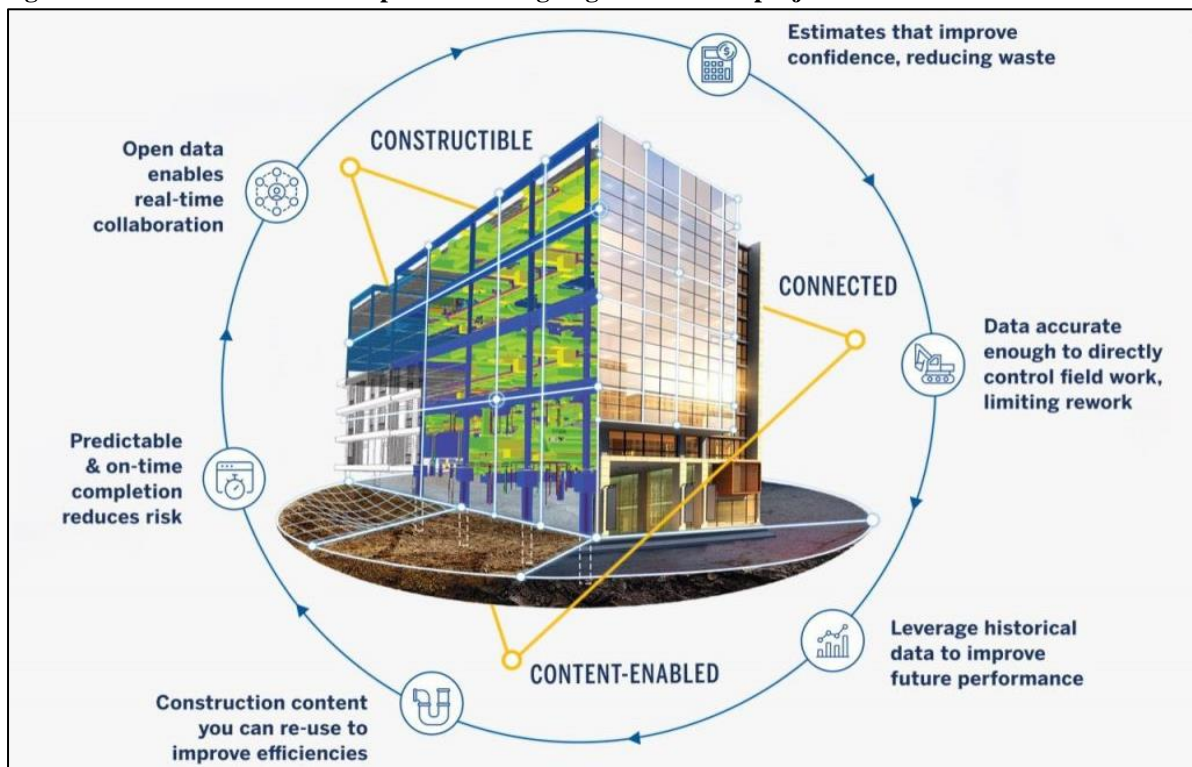 CONSTRUCTIBLE
CONNECTED
CONTENT-ENABLED
Estimates that improve
confidence, reducing waste
Data accurate
enough to directly
control field work,
limiting rework
Leverage historical
data to improve
future performance
Construction content
you can re-use to
improve efficiencies
Predictable
& on-time
completion
reduces risk
Open data
enables
real-time
collaboration